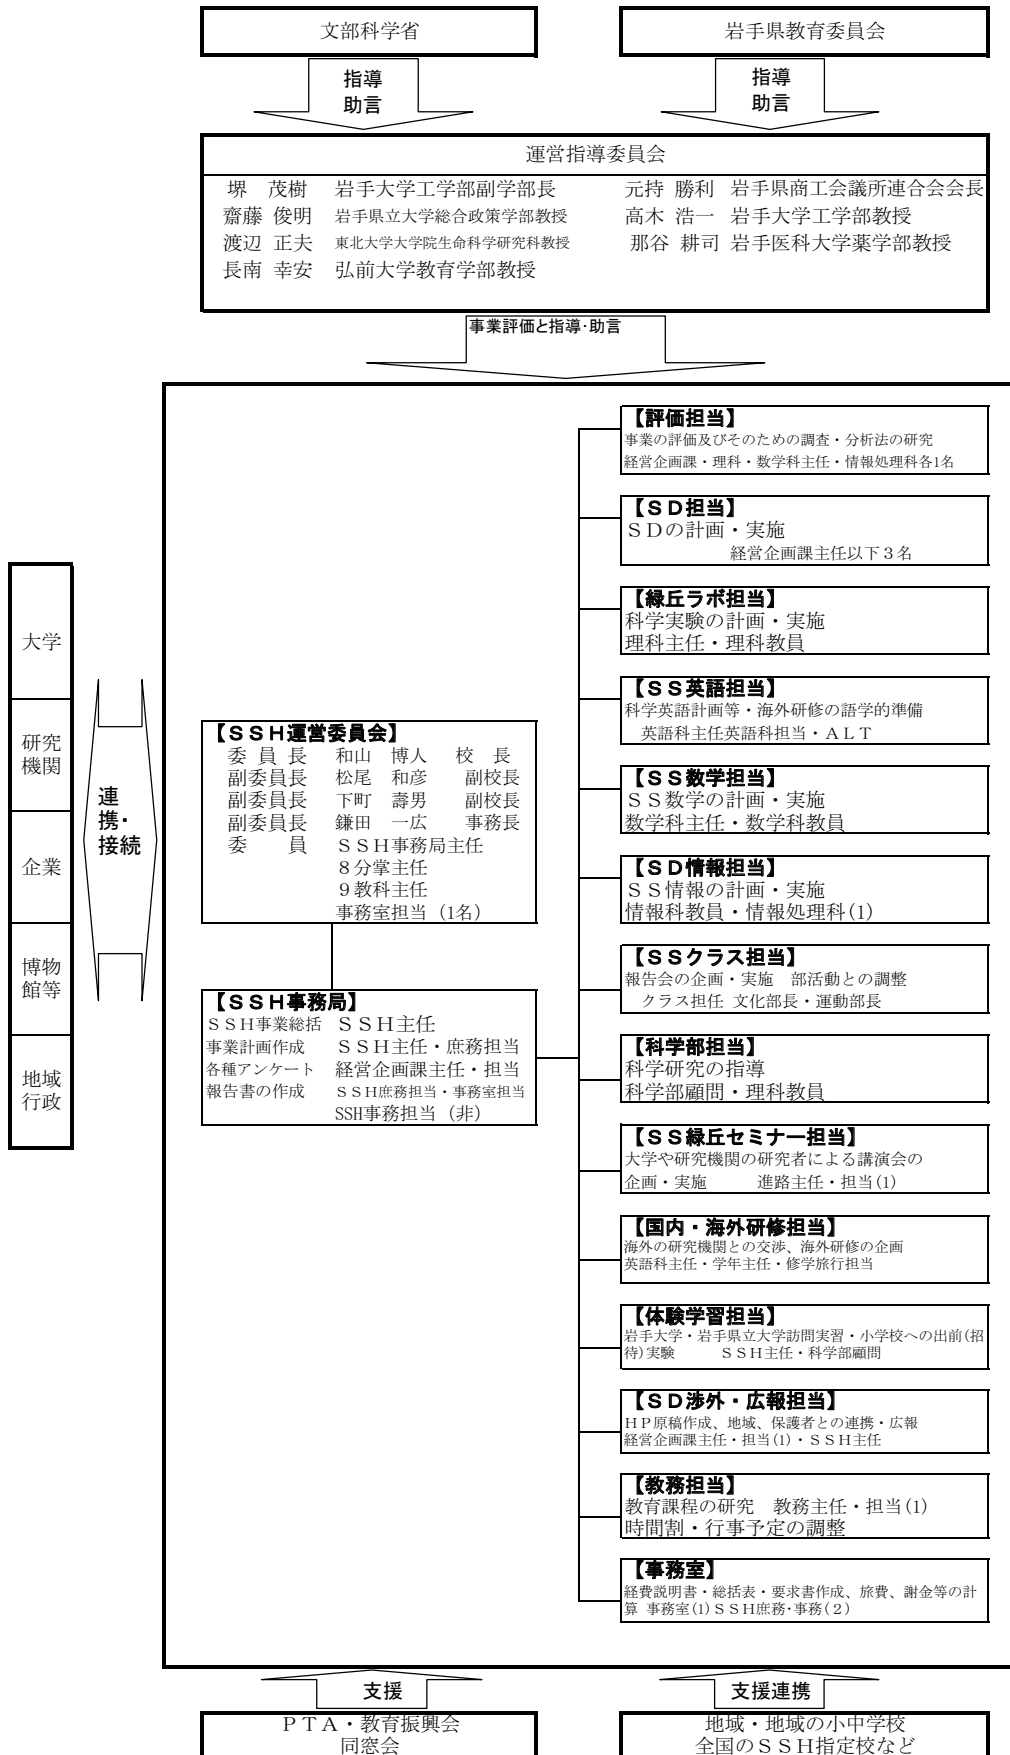 文部科学省
岩手県教育委員会
指導
助言
指導
助言
運営指導委員会
堺　茂樹　岩手大学工学部副学部長
元持 勝利　岩手県商工会議所連合会会長
齋藤 俊明　岩手県立大学総合政策学部教授
高木 浩一　岩手大学工学部教授
渡辺 正夫　東北大学大学院生命科学研究科教授
那谷 耕司 岩手医科大学薬学部教授
長南 幸安　弘前大学教育学部教授
事業評価と指導･助言
大学
研究
機関
企業
博物
館等
地域
行政
連
携・
接続
【ＳＳＨ運営委員会】
委 員 長　和山　博人　校　長
副委員長　松尾　和彦　副校長
副委員長　下町　壽男　副校長
副委員長　鎌田　一広　事務長
委　　員　ＳＳＨ事務局主任
８分掌主任
９教科主任
事務室担当（1名）
【ＳＳＨ事務局】
ＳＳＨ事業総括　ＳＳＨ主任
事業計画作成　ＳＳＨ主任・庶務担当
各種アンケート　経営企画課主任・担当
報告書の作成　ＳＳＨ庶務担当・事務室担当
SSH事務担当（非）
【評価担当】
事業の評価及びそのための調査・分析法の研究
経営企画課・理科・数学科主任・情報処理科各1名
【ＳＤ担当】
ＳＤの計画・実施
経営企画課主任以下３名
【緑丘ラボ担当】
科学実験の計画・実施
理科主任・理科教員
【ＳＳ英語担当】
科学英語計画等・海外研修の語学的準備
英語科主任英語科担当・ＡＬＴ
【ＳＳ数学担当】
ＳＳ数学の計画・実施
数学科主任・数学科教員
【ＳＤ情報担当】
ＳＳ情報の計画・実施
情報科教員・情報処理科(1)
【ＳＳクラス担当】
報告会の企画・実施　部活動との調整
クラス担任 文化部長・運動部長
【科学部担当】
科学研究の指導
科学部顧問・理科教員
【ＳＳ緑丘セミナー担当】
大学や研究機関の研究者による講演会の
企画・実施　　　進路主任・担当(1)
【国内・海外研修担当】
海外の研究機関との交渉、海外研修の企画
英語科主任・学年主任・修学旅行担当
【体験学習担当】
岩手大学・岩手県立大学訪問実習・小学校への出前(招
待)実験　　　ＳＳＨ主任・科学部顧問
【ＳＤ渉外・広報担当】
ＨＰ原稿作成、地域、保護者との連携・広報
経営企画課主任・担当(1)・ＳＳＨ主任
【教務担当】
教育課程の研究　教務主任・担当(1)
時間割・行事予定の調整
【事務室】
経費説明書・総括表・要求書作成、旅費、謝金等の計
算 事務室(1)ＳＳＨ庶務･事務(２)
支援
支援連携
ＰＴＡ・教育振興会
同窓会
地域・地域の小中学校
全国のＳＳＨ指定校など